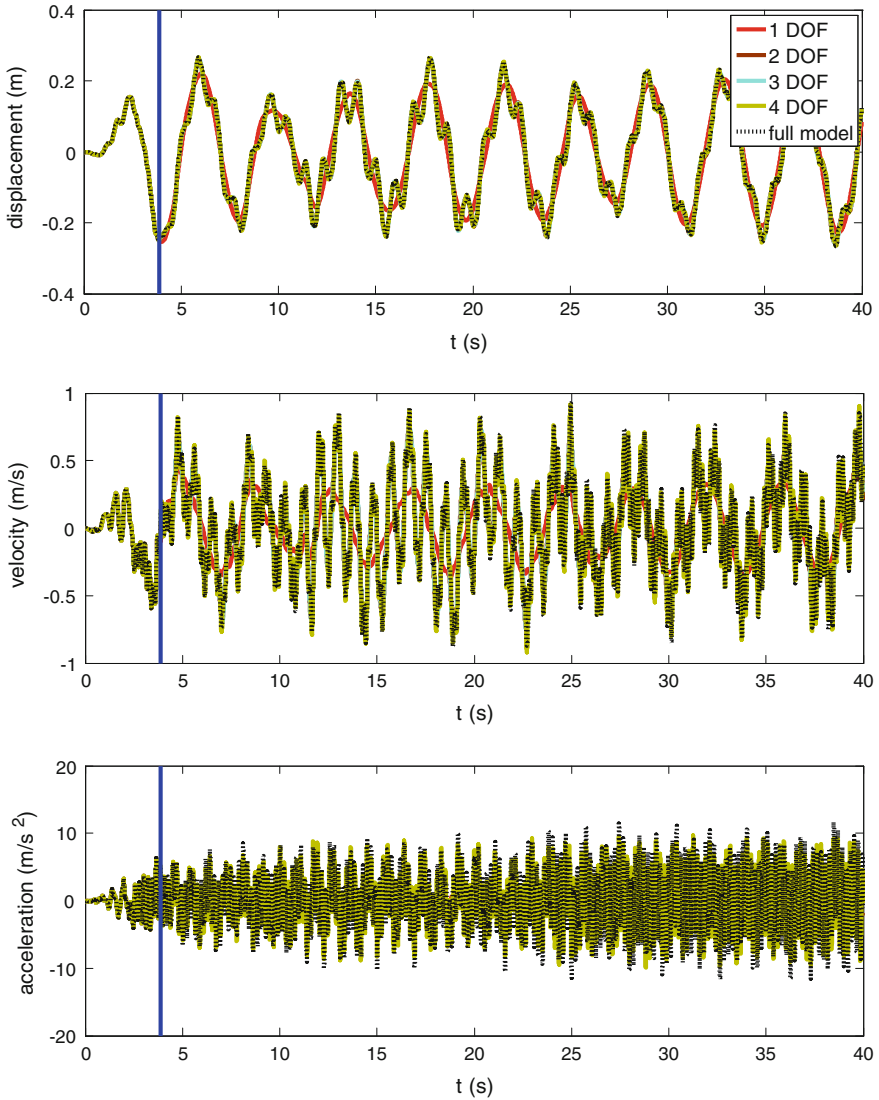 0.4
0.2
0
-0.2
-0.4
displacement (m)
1 DOF
2 DOF
3 DOF
4 DOF
full model
0 5 10 15 20 25 30 35 40
t (s)
1
0.5
0
-0.5
-1
velocity (m/s)
0 5 10 15 20 25 30 35 40
t (s)
20
10
0
-10
-20
acceleration (m/s²)
0 5 10 15 20 25 30 35 40
t (s)